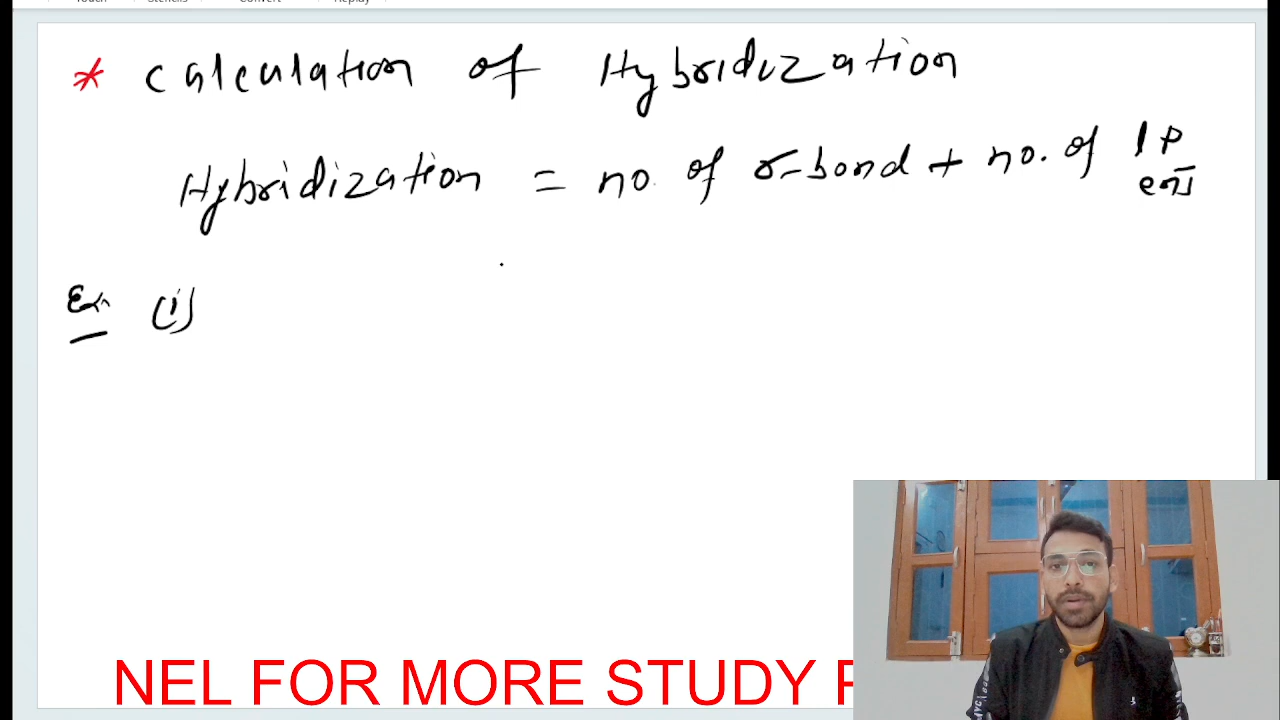 * Calculation of Hybridization
Hybridization = no. of σ-bond + no. of lp
Ex (i)
NEL FOR MORE STUDY